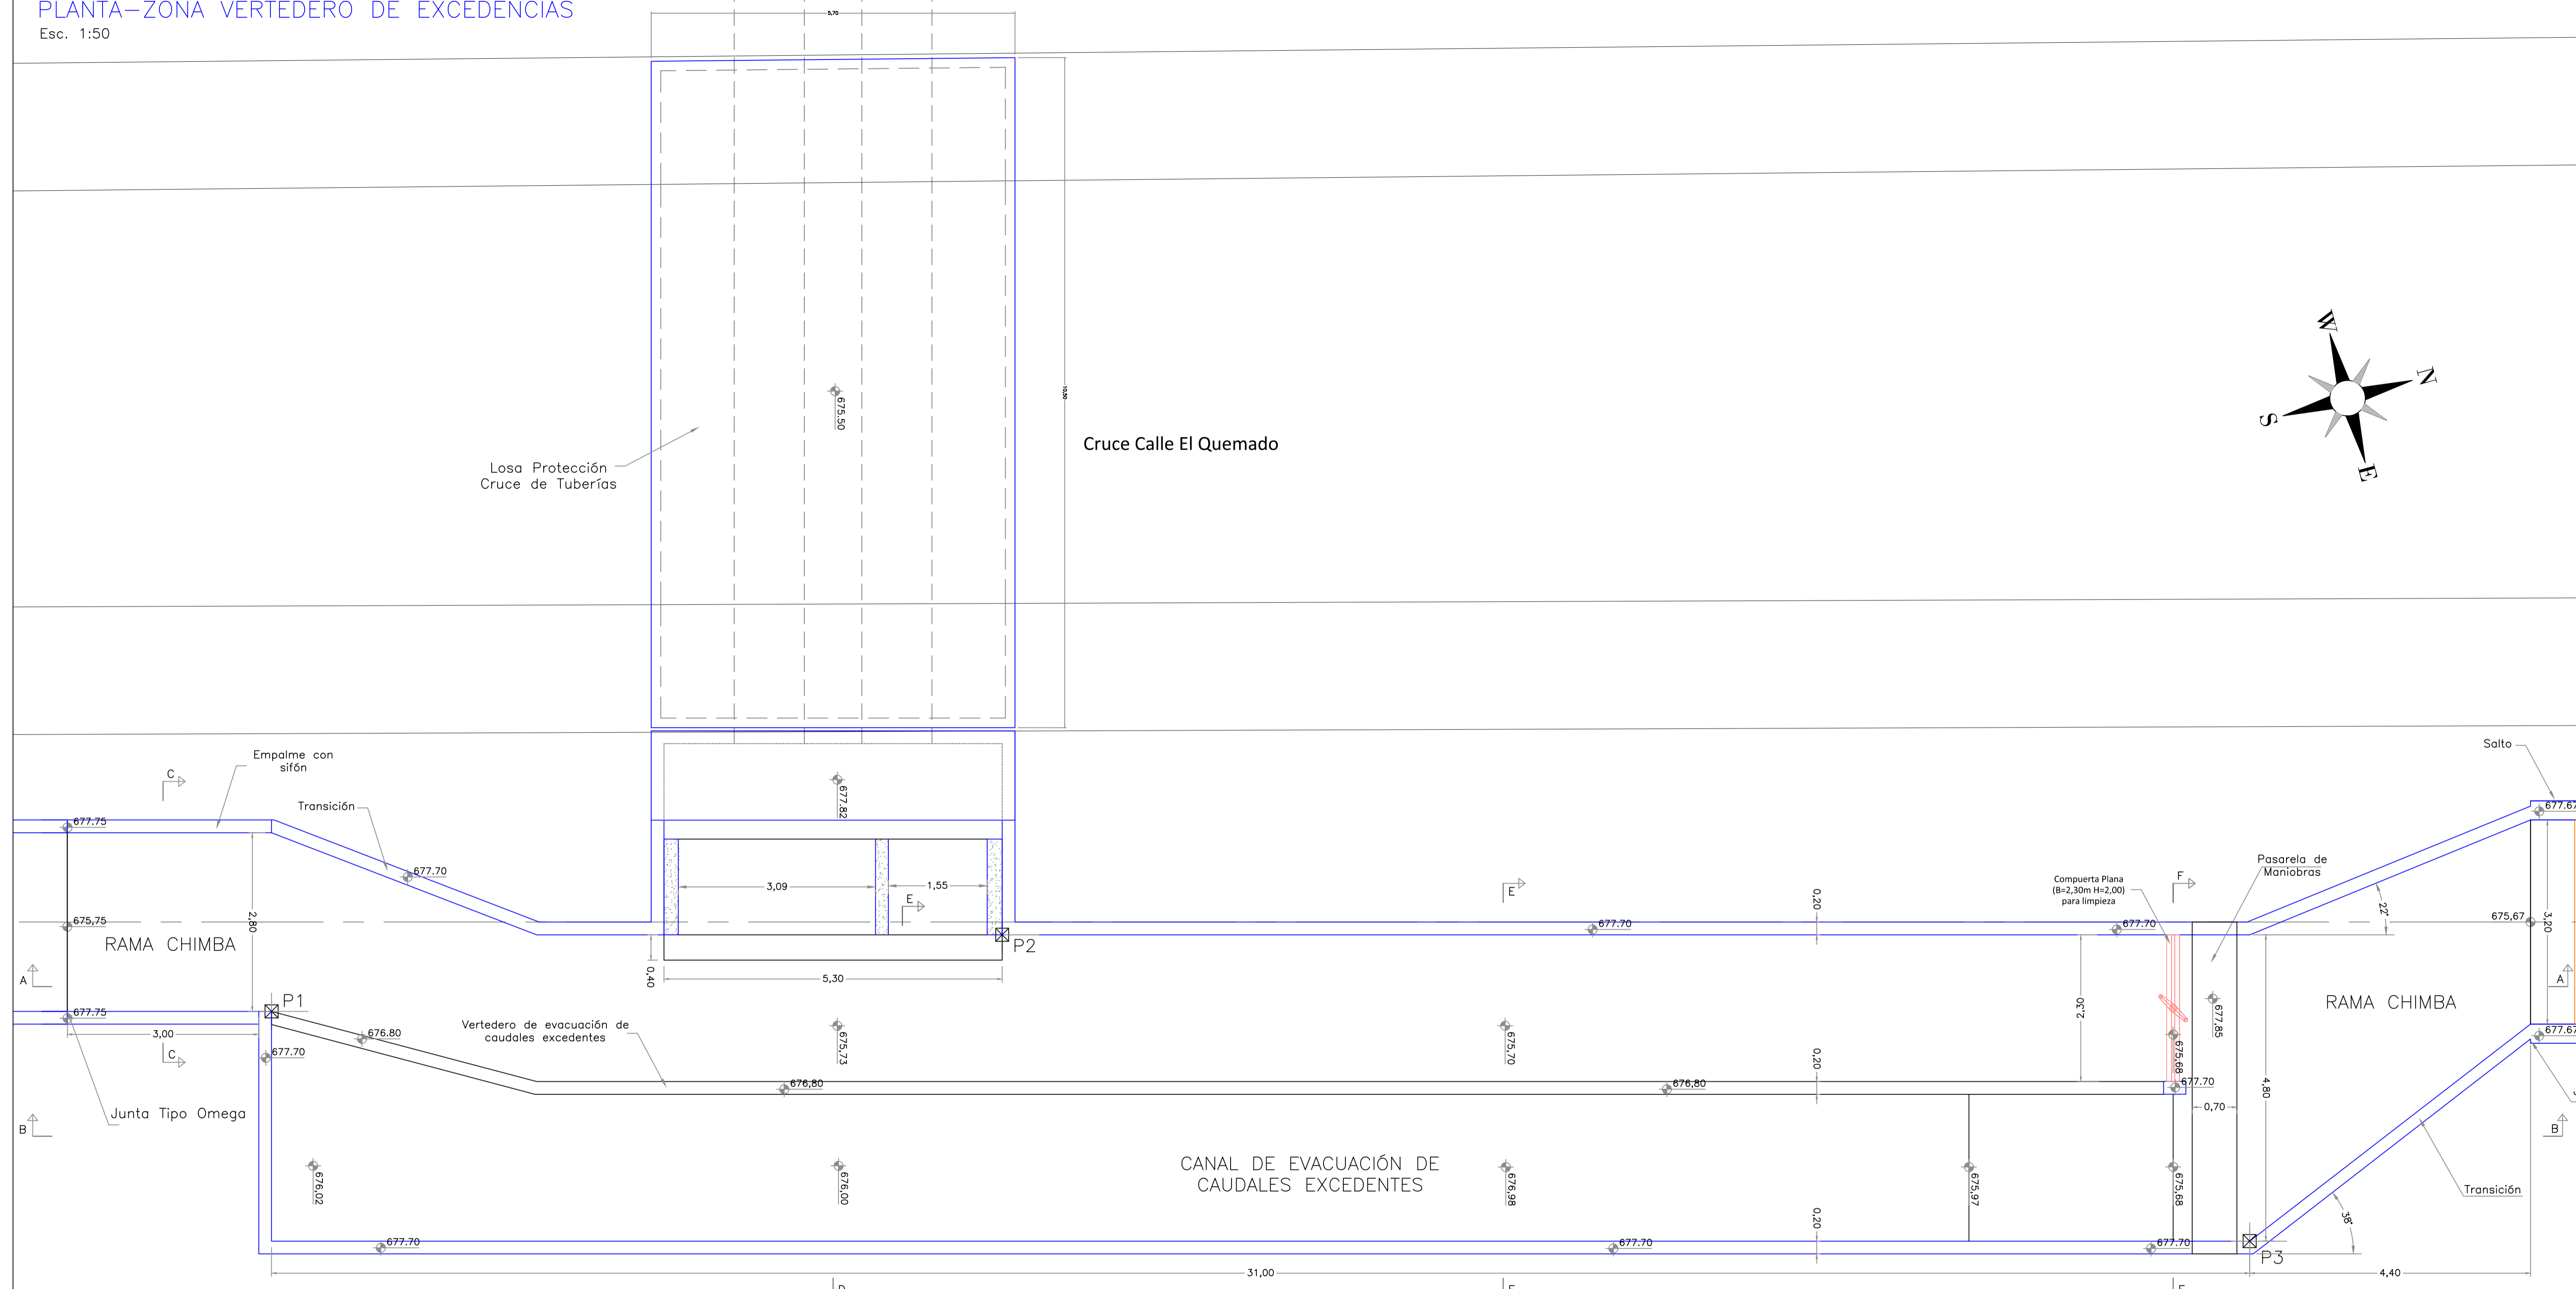 PLANTA-ZONA VERTEDERO DE EXCEDENCIAS
Esc. 1:50
5,70
10,50
675.50
Losa Protección
Cruce de Tuberías
Cruce Calle El Quemado
W
N
S
E
Empalme con
sifón
C
Transición
677.75
677.70
2,80
675,75
RAMA CHIMBA
A
677.75
3,00
C
P1
677.70
676.80
Junta Tipo Omega
B
677.82
3,09
1,55
E
P2
0,40
5,30
Vertedero de evacuación de
caudales excedentes
675,73
676,80
E
677.70
0,20
675,70
676,80
0,20
2,30
Compuerta Plana
(B=2,30m H=2,00)
para limpieza
677.70
F
Pasarela de
Maniobras
677,85
675,68
677.70
0,70
4,80
Salto
677.67
22°
675,67
3,20
RAMA CHIMBA
A
677.67
B
Transición
38°
676,02
676,00
CANAL DE EVACUACIÓN DE
CAUDALES EXCEDENTES
676,98
675,97
675,68
0,20
677.70
677.70
677.70
P3
31,00
4,40